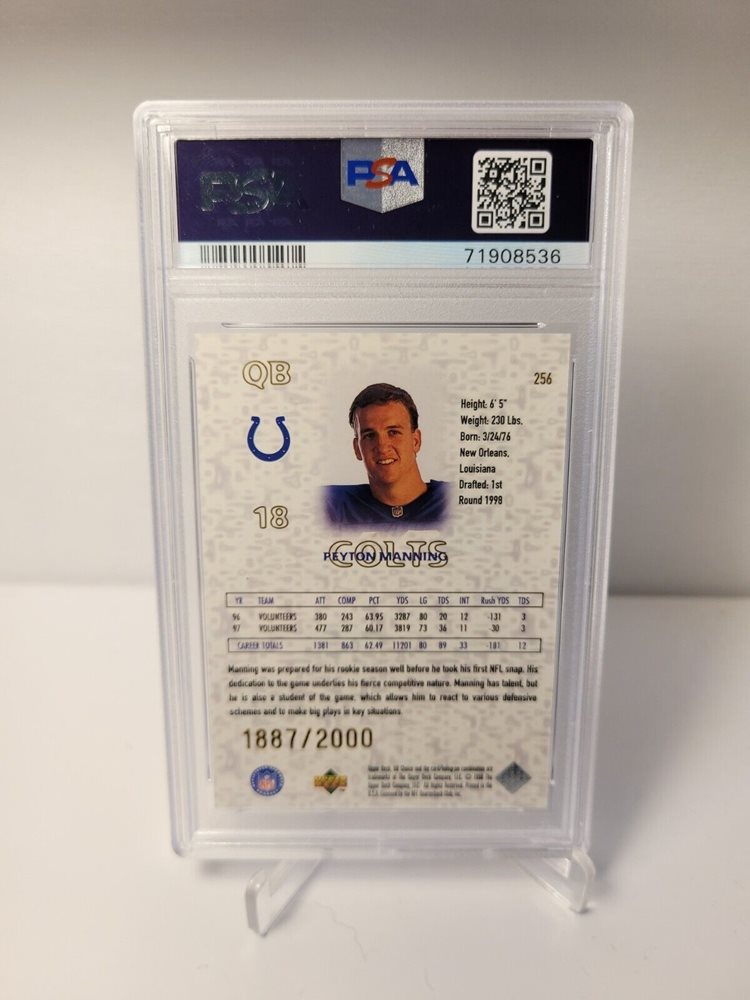 PSA
PSA
71908536
QB
256
Height: 6' 5"
Weight: 230 Lbs.
Born: 3/24/76
New Orleans,
Louisiana
Drafted: 1st
Round 1998
18
COLTS
PEYTON MANNING
YR TEAM ATT COMP PCT YDS LG TDS INT Rush YDS TDS
96 VOLUNTEERS 380 243 63.95 3287 80 20 12 -131 3
97 VOLUNTEERS 477 287 60.17 3819 73 36 11 -30 3
CAREER TOTALS 1381 863 62.49 11201 80 89 33 -181 12
Manning was prepared for his rookie season well before he took his first NFL snap. His
dedication to the game underlies his fierce competitive nature. Manning has talent, but
he is also a student of the game, which allows him to react to various defensive
schemes and to make big plays in key situations.
1887/2000
NFL